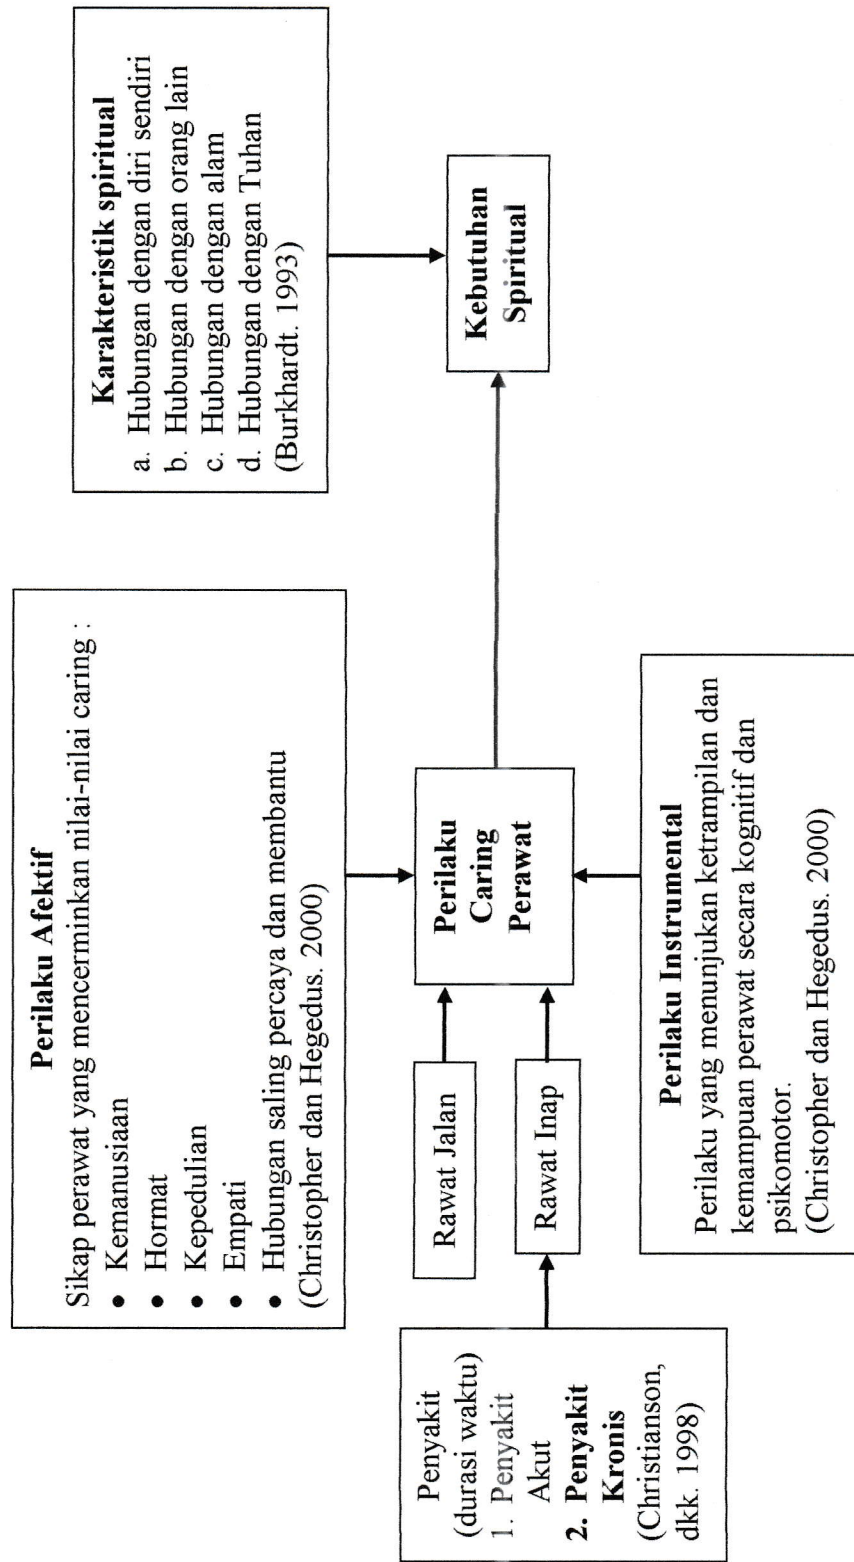 Perilaku Afektif
Sikap perawat yang mencerminkan nilai-nilai caring :
• Kemanusiaan
• Hormat
• Kepedulian
• Empati
• Hubungan saling percaya dan membantu
(Christopher dan Hegedus. 2000)
Karakteristik spiritual
a. Hubungan dengan diri sendiri
b. Hubungan dengan orang lain
c. Hubungan dengan alam
d. Hubungan dengan Tuhan
(Burkhardt. 1993)
Penyakit
(durasi waktu)
1. Penyakit
Akut
2. Penyakit
Kronis
(Christianson,
dkk. 1998)
Rawat Jalan
Rawat Inap
Perilaku
Caring
Perawat
Kebutuhan
Spiritual
Perilaku Instrumental
Perilaku yang menunjukan ketrampilan dan
kemampuan perawat secara kognitif dan
psikomotor.
(Christopher dan Hegedus. 2000)